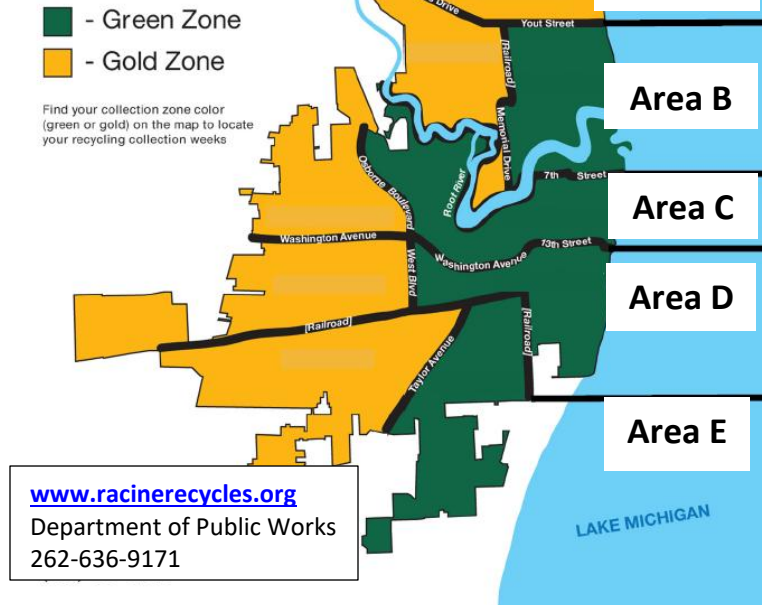 - Green Zone
- Gold Zone
Find your collection zone color
(green or gold) on the map to locate
your recycling collection weeks
Drive
Yout Street
[Railroad]
Area B
Memorial Drive
Osborne Boulevard
Root River
7th Street
Area C
Washington Avenue
West Blvd
Washington Avenue
13th Street
Area D
[Railroad]
[Railroad]
Taylor Avenue
Area E
www.racinerecycles.org
Department of Public Works
262-636-9171
LAKE MICHIGAN